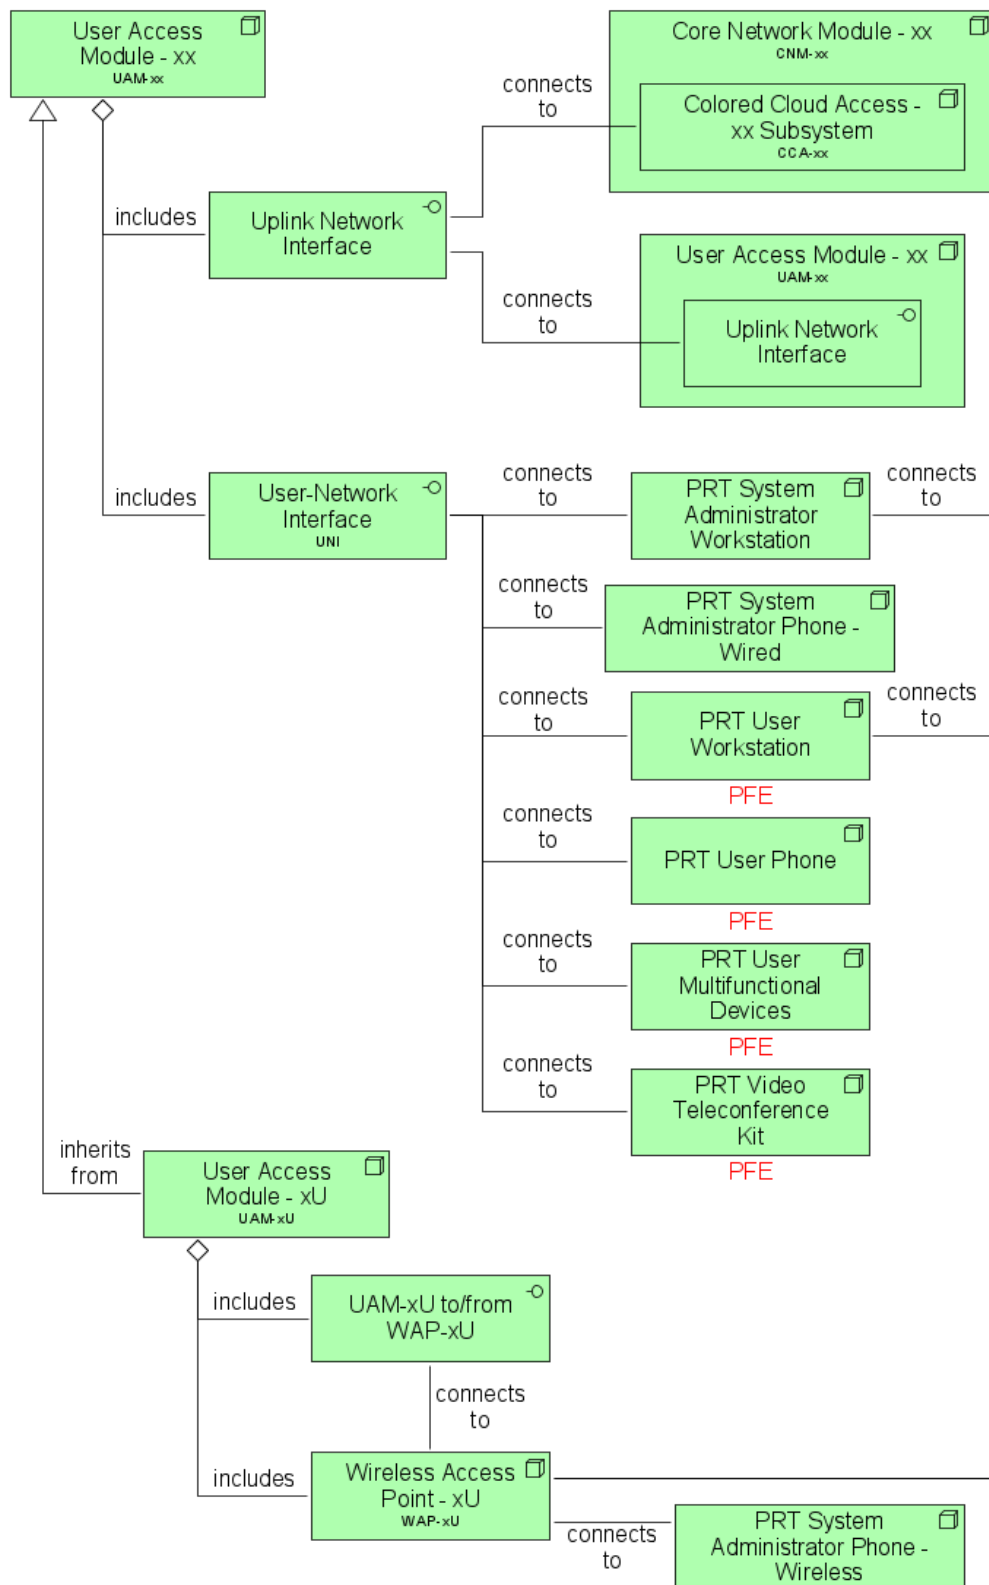 User Access
Module - xx
UAM-xx
Core Network Module - xx
CNM-xx
connects
to
Colored Cloud Access -
xx Subsystem
CCA-xx
includes
Uplink Network
Interface
User Access Module - xx
UAM-xx
connects
to
Uplink Network
Interface
includes
User-Network
Interface
UNI
connects
to
PRT System
Administrator
Workstation
connects
to
connects
to
PRT System
Administrator Phone -
Wired
connects
to
PRT User
Workstation
connects
to
PFE
connects
to
PRT User Phone
PFE
connects
to
PRT User
Multifunctional
Devices
PFE
connects
to
PRT Video
Teleconference
Kit
PFE
inherits
from
User Access
Module - xU
UAM-xU
includes
UAM-xU to/from
WAP-xU
connects
to
includes
Wireless Access
Point - xU
WAP-xU
connects
to
PRT System
Administrator Phone -
Wireless